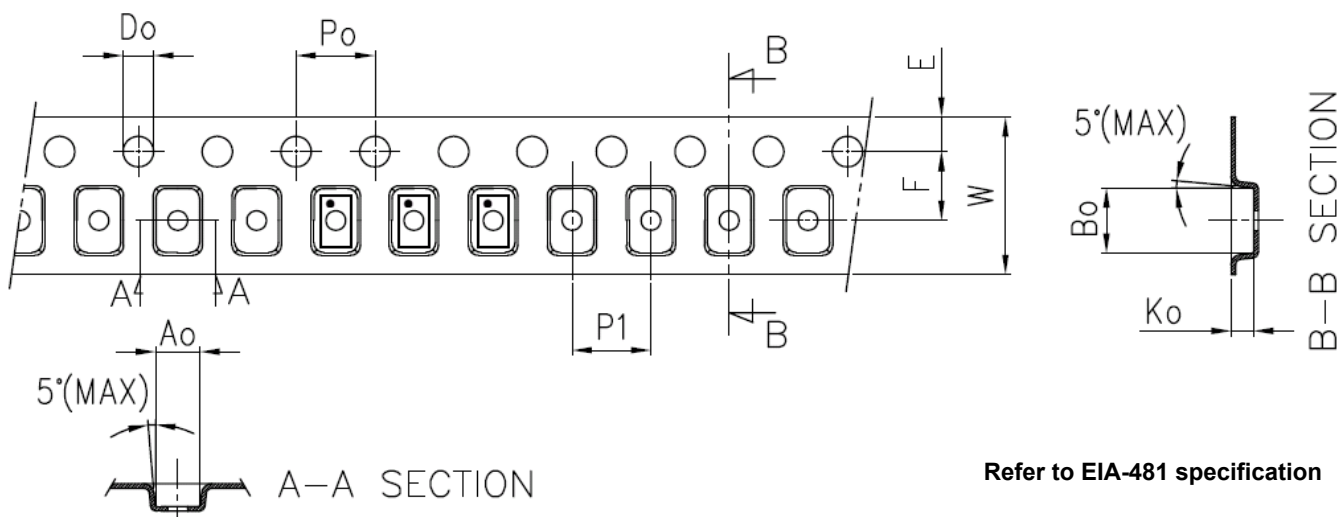 Do
Po
B
E
5°(MAX)
F
W
Bo
B-B SECTION
A
A
Ko
P1
B
Ao
5°(MAX)
A-A SECTION
Refer to EIA-481 specification